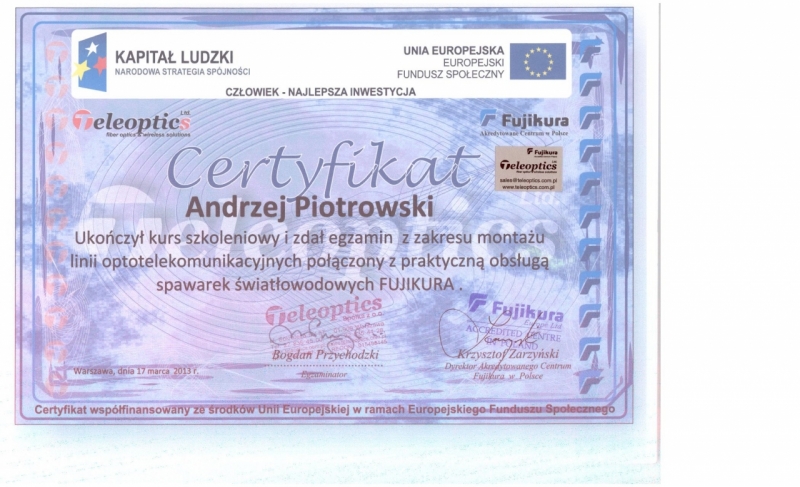 KAPITAŁ LUDZKI
NARODOWA STRATEGIA SPÓJNOŚCI
UNIA EUROPEJSKA
EUROPEJSKI
FUNDUSZ SPOŁECZNY
CZŁOWIEK - NAJLEPSZA INWESTYCJA
Teleoptics Ltd.
fiber optics & wireless solutions
Fujikura
Akredytowane Centrum w Polsce
Certyfikat
Fujikura
Teleoptics
sales@teleoptics.com.pl
www.teleoptics.com.pl
Andrzej Piotrowski
Ukończył kurs szkoleniowy i zdał egzamin z zakresu montażu
linii optotelekomunikacyjnych połączony z praktyczną obsługą
spawarek światłowodowych FUJIKURA .
Teleoptics
Fujikura
ACCREDITED CENTRE
IN POLAND
Bogdan Przychodzki
Egzaminator
Krzysztof Zarzyński
Dyrektor Akredytowanego Centrum
Fujikura w Polsce
Warszawa, dnia 17 marca 2013 r.
Certyfikat współfinansowany ze środków Unii Europejskiej w ramach Europejskiego Funduszu Społecznego